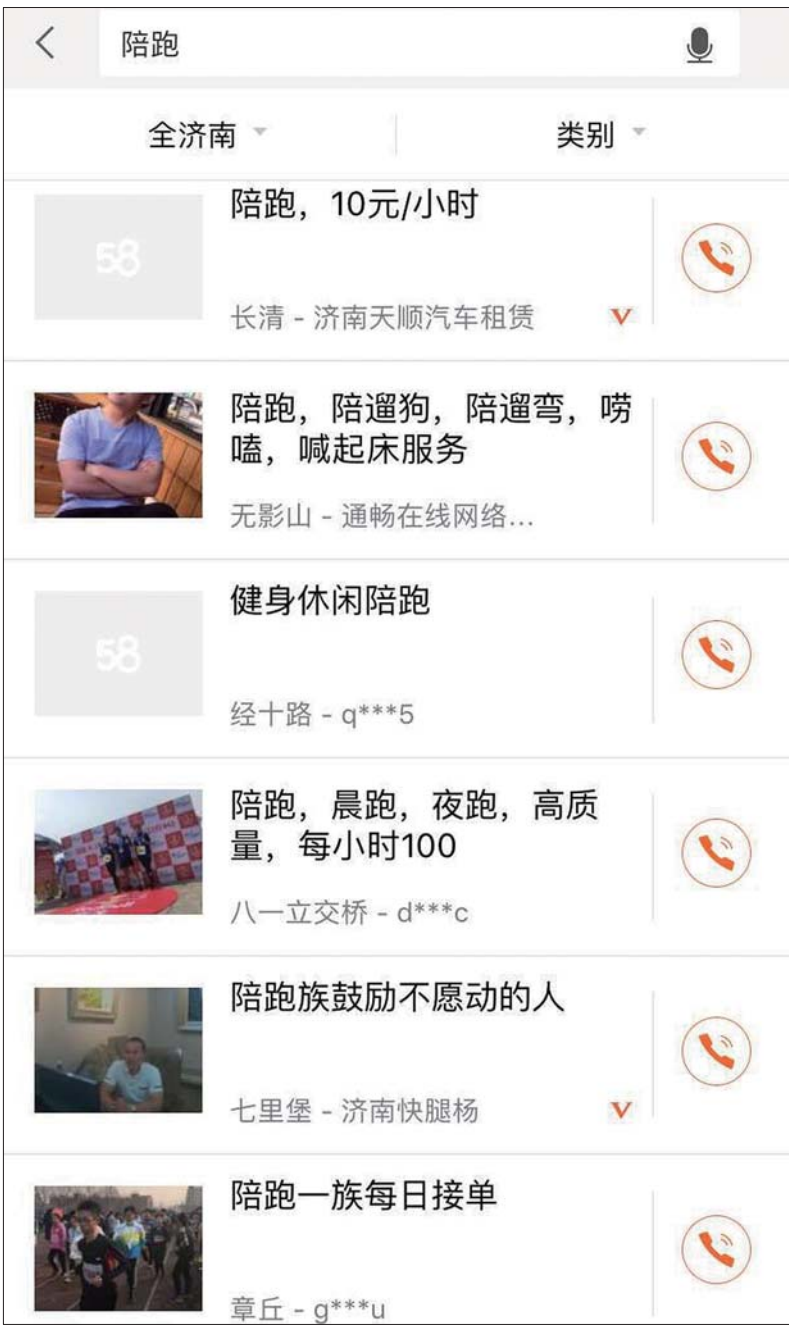 陪跑
全济南
类别
陪跑，10元/小时
58
长清 - 济南天顺汽车租赁
V
陪跑，陪遛狗，陪遛弯，唠
嗑，喊起床服务
无影山 - 通畅在线网络...
健身休闲陪跑
58
经十路 - q***5
陪跑，晨跑，夜跑，高质
量，每小时100
八一立交桥 - d***c
陪跑族鼓励不愿动的人
七里堡 - 济南快腿杨
V
陪跑一族每日接单
章丘 - g***u